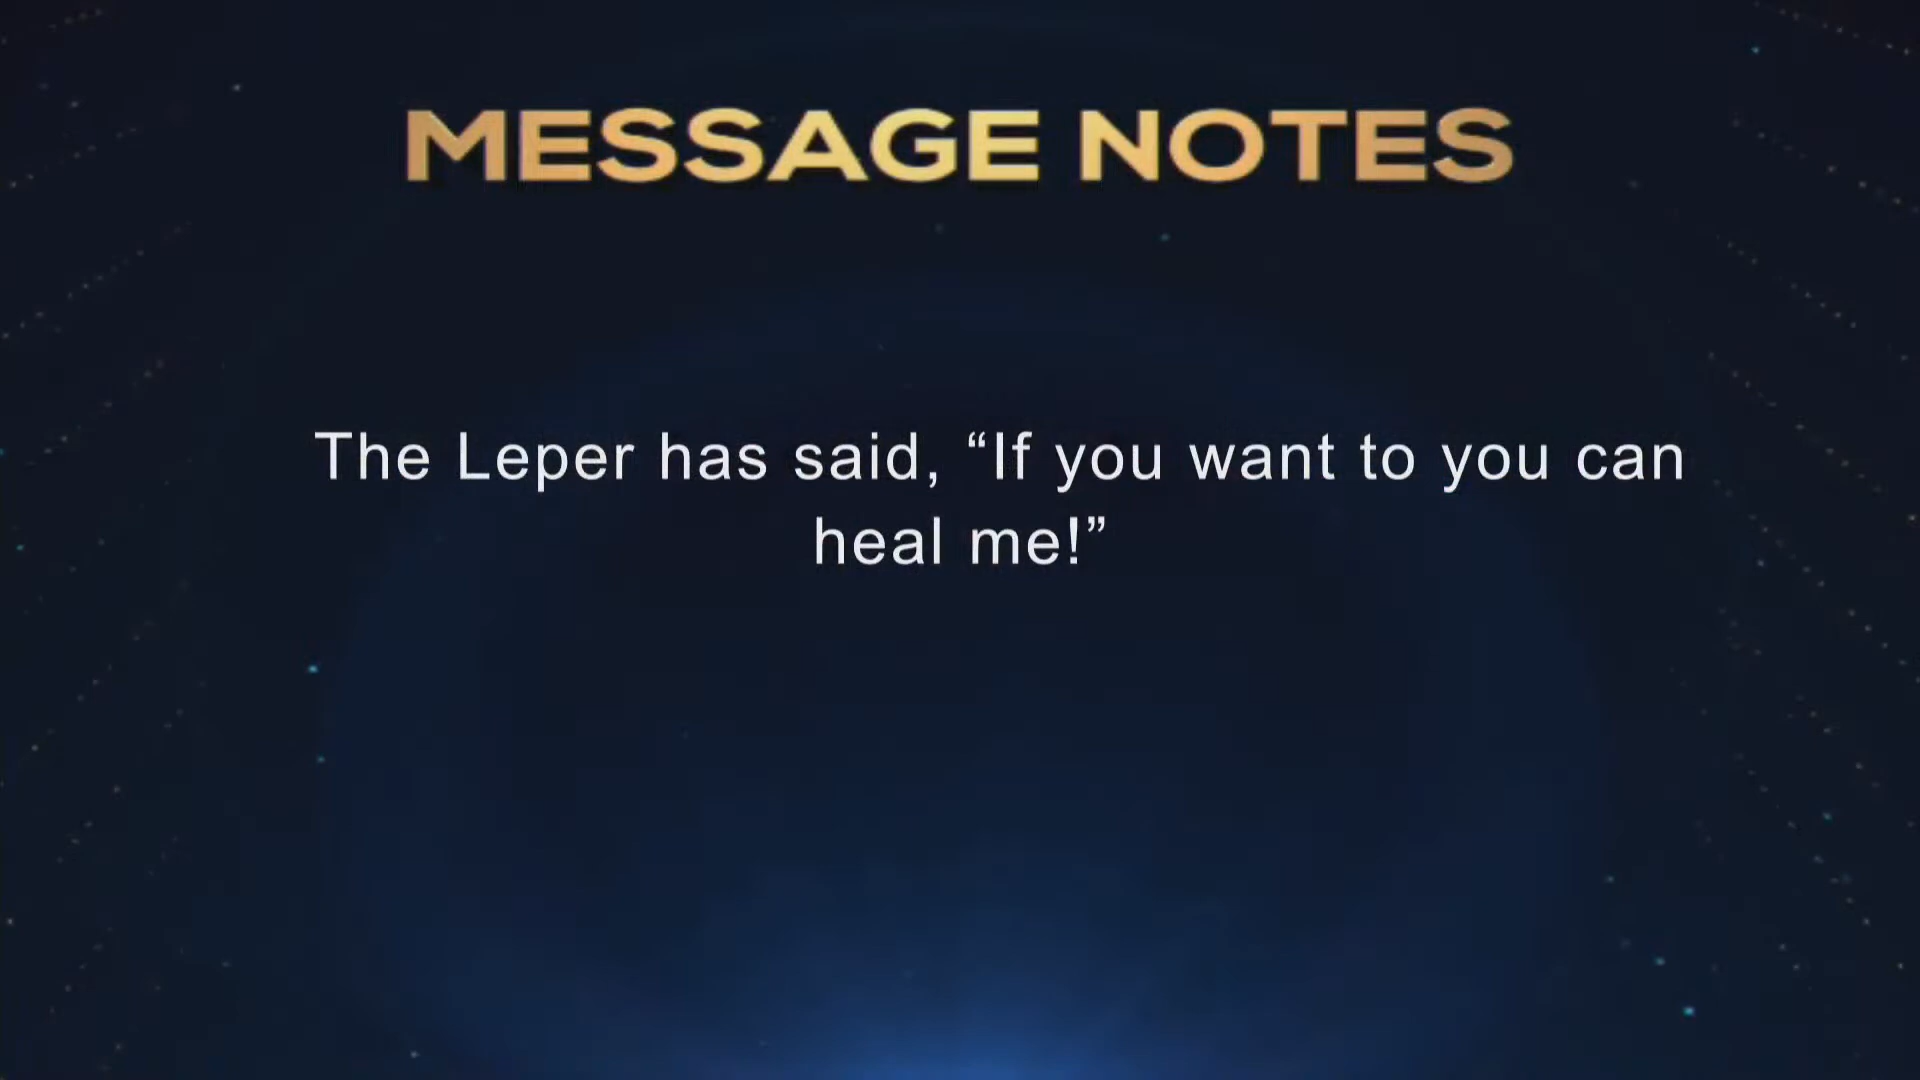 MESSAGE NOTES
The Leper has said, “If you want to you can
heal me!”